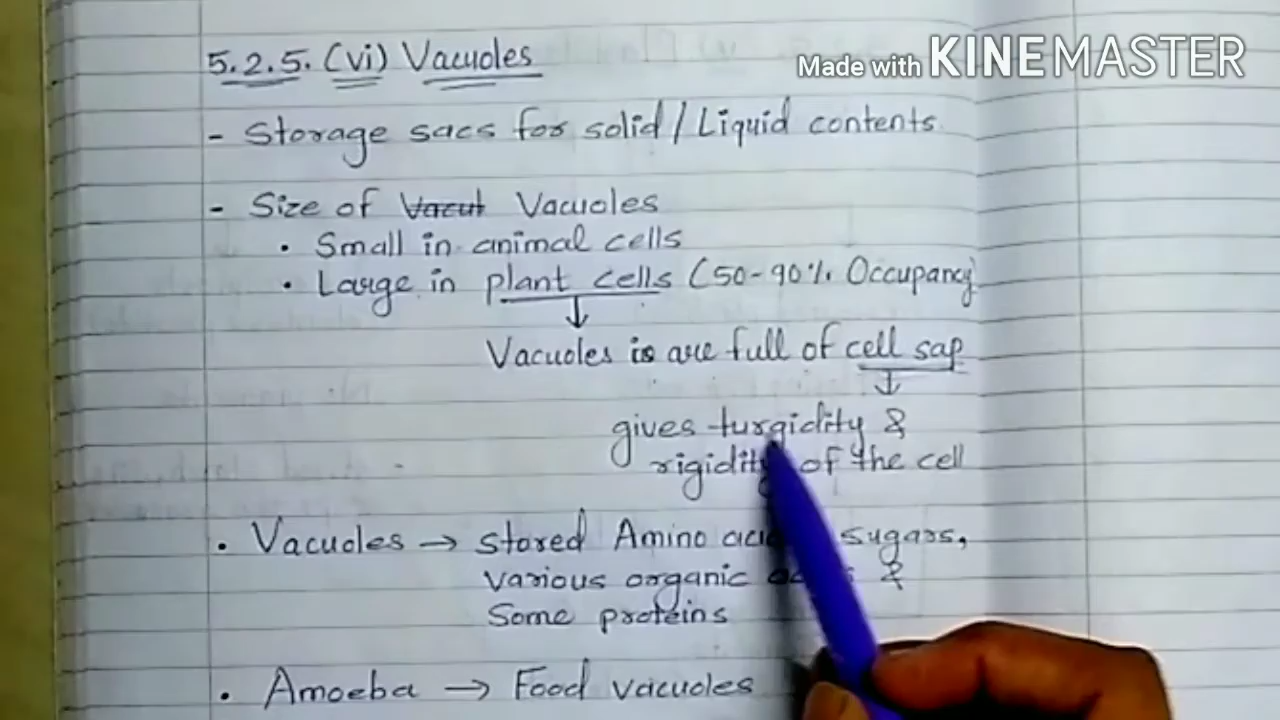 5.2.5. (vi) Vacuoles
Made with KINEMASTER
- Storage sacs for solid / Liquid contents
- Size of Vacuoles
• Small in animal cells
• Large in plant cells (50-90% Occupancy)
↓
Vacuoles are full of cell sap
↓
gives turgidity &
rigidity of the cell
• Vacuoles → stored Amino sugars,
various organic &
Some proteins
• Amoeba → Food vacuoles